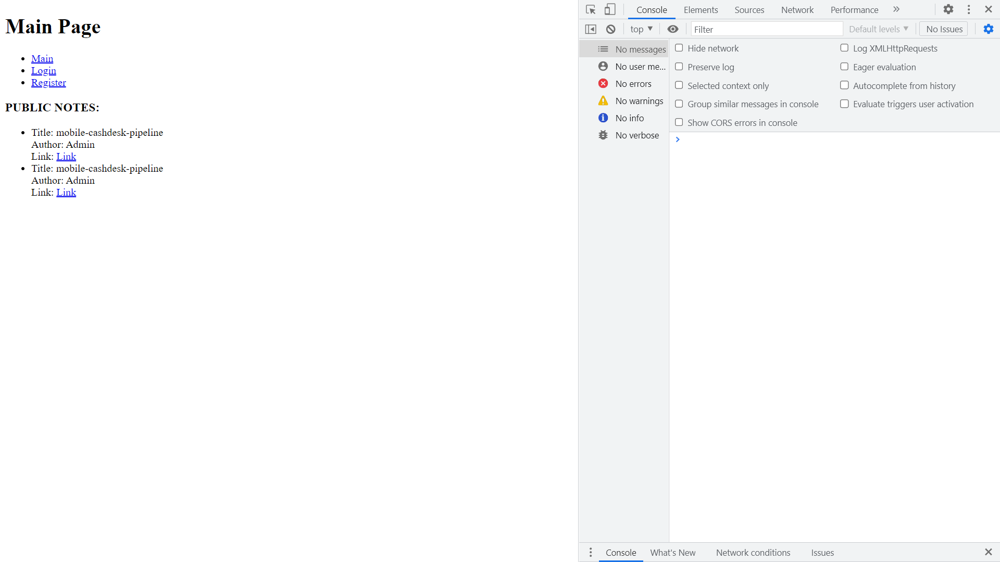 Main Page
Main
Login
Register
PUBLIC NOTES:
Title: mobile-cashdesk-pipeline
Author: Admin
Link: Link
Title: mobile-cashdesk-pipeline
Author: Admin
Link: Link
Console Elements Sources Network Performance »
top ▼ Filter Default levels ▼ No Issues
No messages
No user me...
No errors
No warnings
No info
No verbose
Hide network Log XMLHttpRequests
Preserve log Eager evaluation
Selected context only Autocomplete from history
Group similar messages in console Evaluate triggers user activation
Show CORS errors in console
Console What's New Network conditions Issues